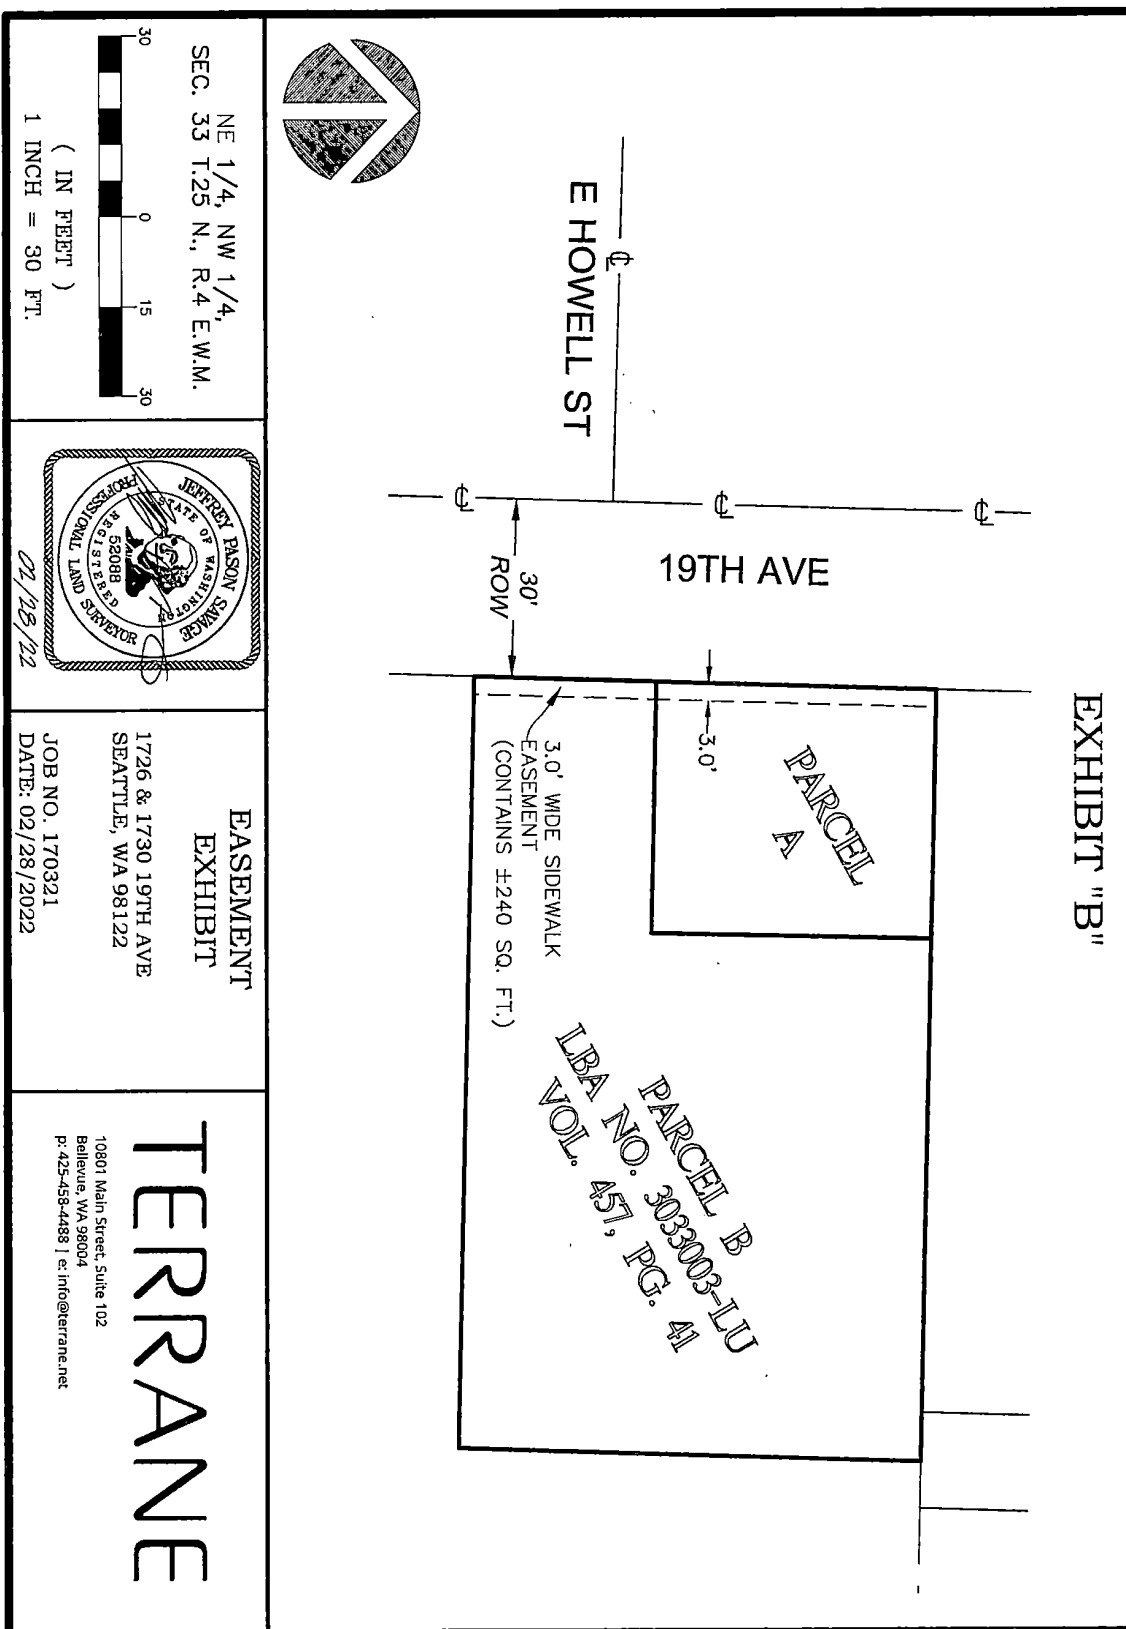 EXHIBIT "B"
E HOWELL ST
℄
℄
℄
℄
19TH AVE
30'
ROW
3.0'
3.0' WIDE SIDEWALK
EASEMENT
(CONTAINS ±240 SQ. FT.)
PARCEL
A
PARCEL B
LBA NO. 3033003-LU
VOL. 457, PG. 41
NE 1/4, NW 1/4,
SEC. 33 T.25 N., R.4 E.W.M.
30 0 15 30
( IN FEET )
1 INCH = 30 FT.
JEFFREY PASON SAVAGE
STATE OF WASHINGTON
52088
REGISTERED
PROFESSIONAL LAND SURVEYOR
02/28/22
EASEMENT
EXHIBIT
1726 & 1730 19TH AVE
SEATTLE, WA 98122
JOB NO. 170321
DATE: 02/28/2022
TERRANE
10801 Main Street, Suite 102
Bellevue, WA 98004
p: 425-458-4488 | e: info@terrane.net